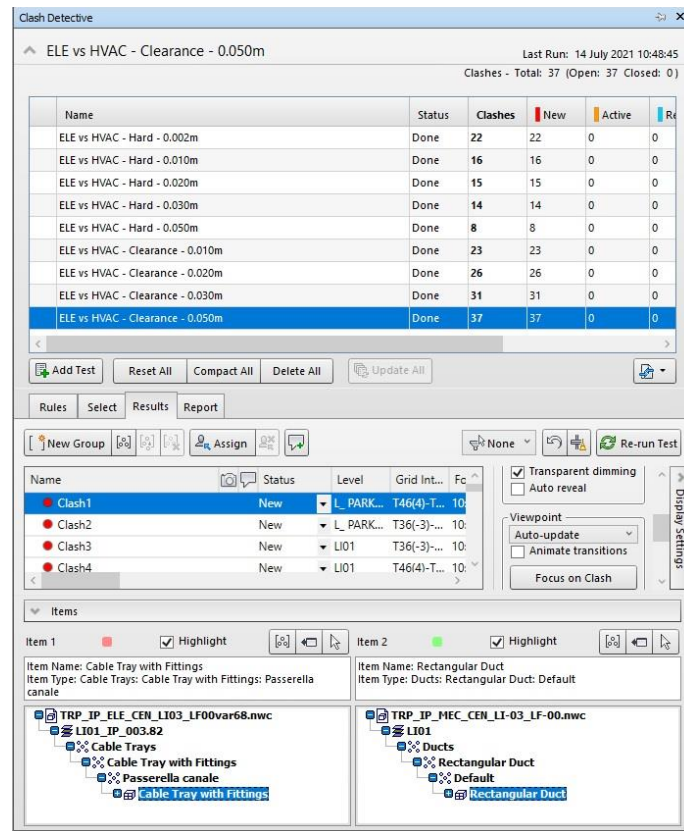 Clash Detective
ELE vs HVAC - Clearance - 0.050m
Last Run: 14 July 2021 10:48:45
Clashes - Total: 37 (Open: 37 Closed: 0)
Name Status Clashes New Active Re
ELE vs HVAC - Hard - 0.002m Done 22 22 0 0
ELE vs HVAC - Hard - 0.010m Done 16 16 0 0
ELE vs HVAC - Hard - 0.020m Done 15 15 0 0
ELE vs HVAC - Hard - 0.030m Done 14 14 0 0
ELE vs HVAC - Hard - 0.050m Done 8 8 0 0
ELE vs HVAC - Clearance - 0.010m Done 23 23 0 0
ELE vs HVAC - Clearance - 0.020m Done 26 26 0 0
ELE vs HVAC - Clearance - 0.030m Done 31 31 0 0
ELE vs HVAC - Clearance - 0.050m Done 37 37 0 0
Add Test Reset All Compact All Delete All Update All
Rules Select Results Report
New Group Assign None Re-run Test
Name Status Level Grid Int... Fo
Clash1 New L_ PARK... T46(4)-T... 10:
Clash2 New L_ PARK... T36(-3)-... 10:
Clash3 New LI01 T36(-3)-... 10:
Clash4 New LI01 T46(4)-T... 10:
Transparent dimming
Auto reveal
Viewpoint
Auto-update
Animate transitions
Focus on Clash
Display Settings
Items
Item 1 Highlight Item 2 Highlight
Item Name: Cable Tray with Fittings
Item Type: Cable Trays: Cable Tray with Fittings: Passerella
canale
Item Name: Rectangular Duct
Item Type: Ducts: Rectangular Duct: Default
TRP_IP_ELE_CEN_LI03_LF00var68.nwc
LI01_IP_003.82
Cable Trays
Cable Tray with Fittings
Passerella canale
Cable Tray with Fittings
TRP_IP_MEC_CEN_LI-03_LF-00.nwc
LI01
Ducts
Rectangular Duct
Default
Rectangular Duct